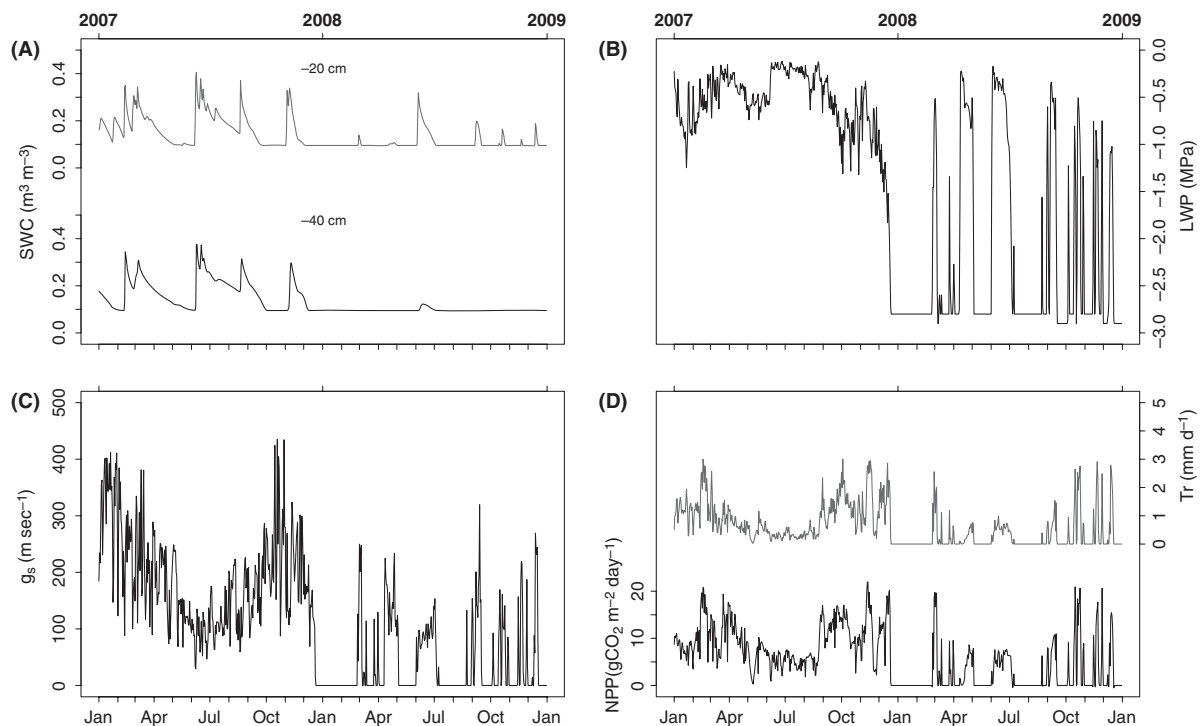 2007 2008 2009
(A)
−20 cm
0.4
0.2
0.0
−40 cm
0.4
0.2
0.0
SWC (m³ m⁻³)
2007 2008 2009
(B)
0.0
−0.5
−1.0
−1.5
−2.0
−2.5
−3.0
LWP (MPa)
(C)
500
400
300
200
100
0
gₛ (m sec⁻¹)
Jan Apr Jul Oct Jan Apr Jul Oct Jan
(D)
5
4
3
2
1
0
Tr (mm d⁻¹)
20
10
0
NPP(gCO₂ m⁻² day⁻¹)
Jan Apr Jul Oct Jan Apr Jul Oct Jan